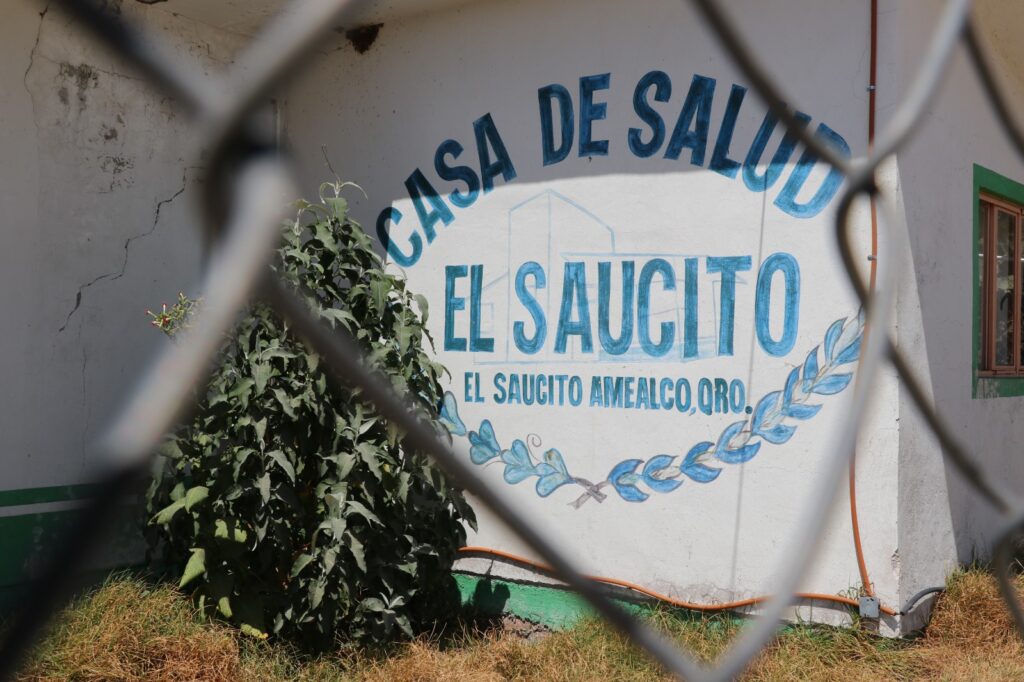 CASA DE SALUD
EL SAUCITO
EL SAUCITO AMEALCO, QRO.